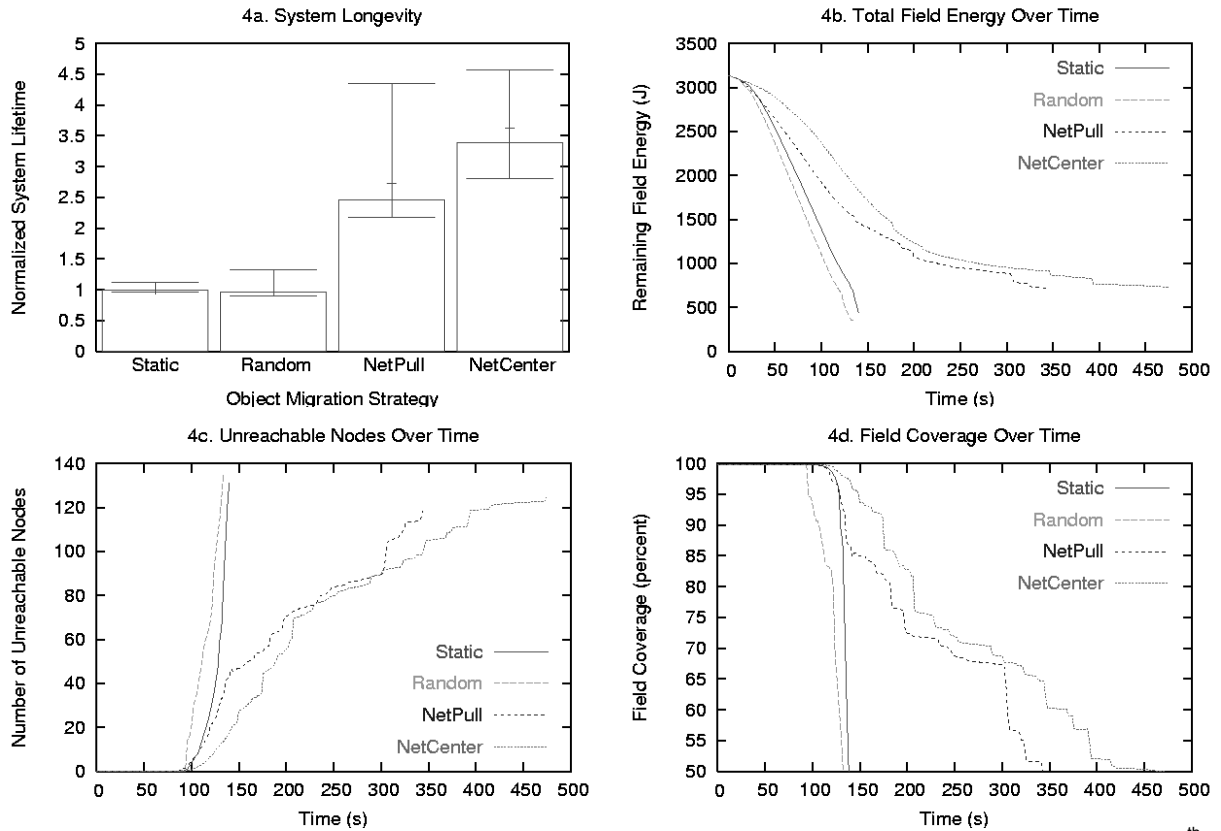 4a. System Longevity
Normalized System Lifetime
5
4.5
4
3.5
3
2.5
2
1.5
1
0.5
0
Static Random NetPull NetCenter
Object Migration Strategy
4b. Total Field Energy Over Time
Remaining Field Energy (J)
3500
3000
2500
2000
1500
1000
500
0
Static
Random
NetPull
NetCenter
0 50 100 150 200 250 300 350 400 450 500
Time (s)
4c. Unreachable Nodes Over Time
Number of Unreachable Nodes
140
120
100
80
60
40
20
0
Static
Random
NetPull
NetCenter
0 50 100 150 200 250 300 350 400 450 500
Time (s)
4d. Field Coverage Over Time
Field Coverage (percent)
100
95
90
85
80
75
70
65
60
55
50
Static
Random
NetPull
NetCenter
0 50 100 150 200 250 300 350 400 450 500
Time (s)
th